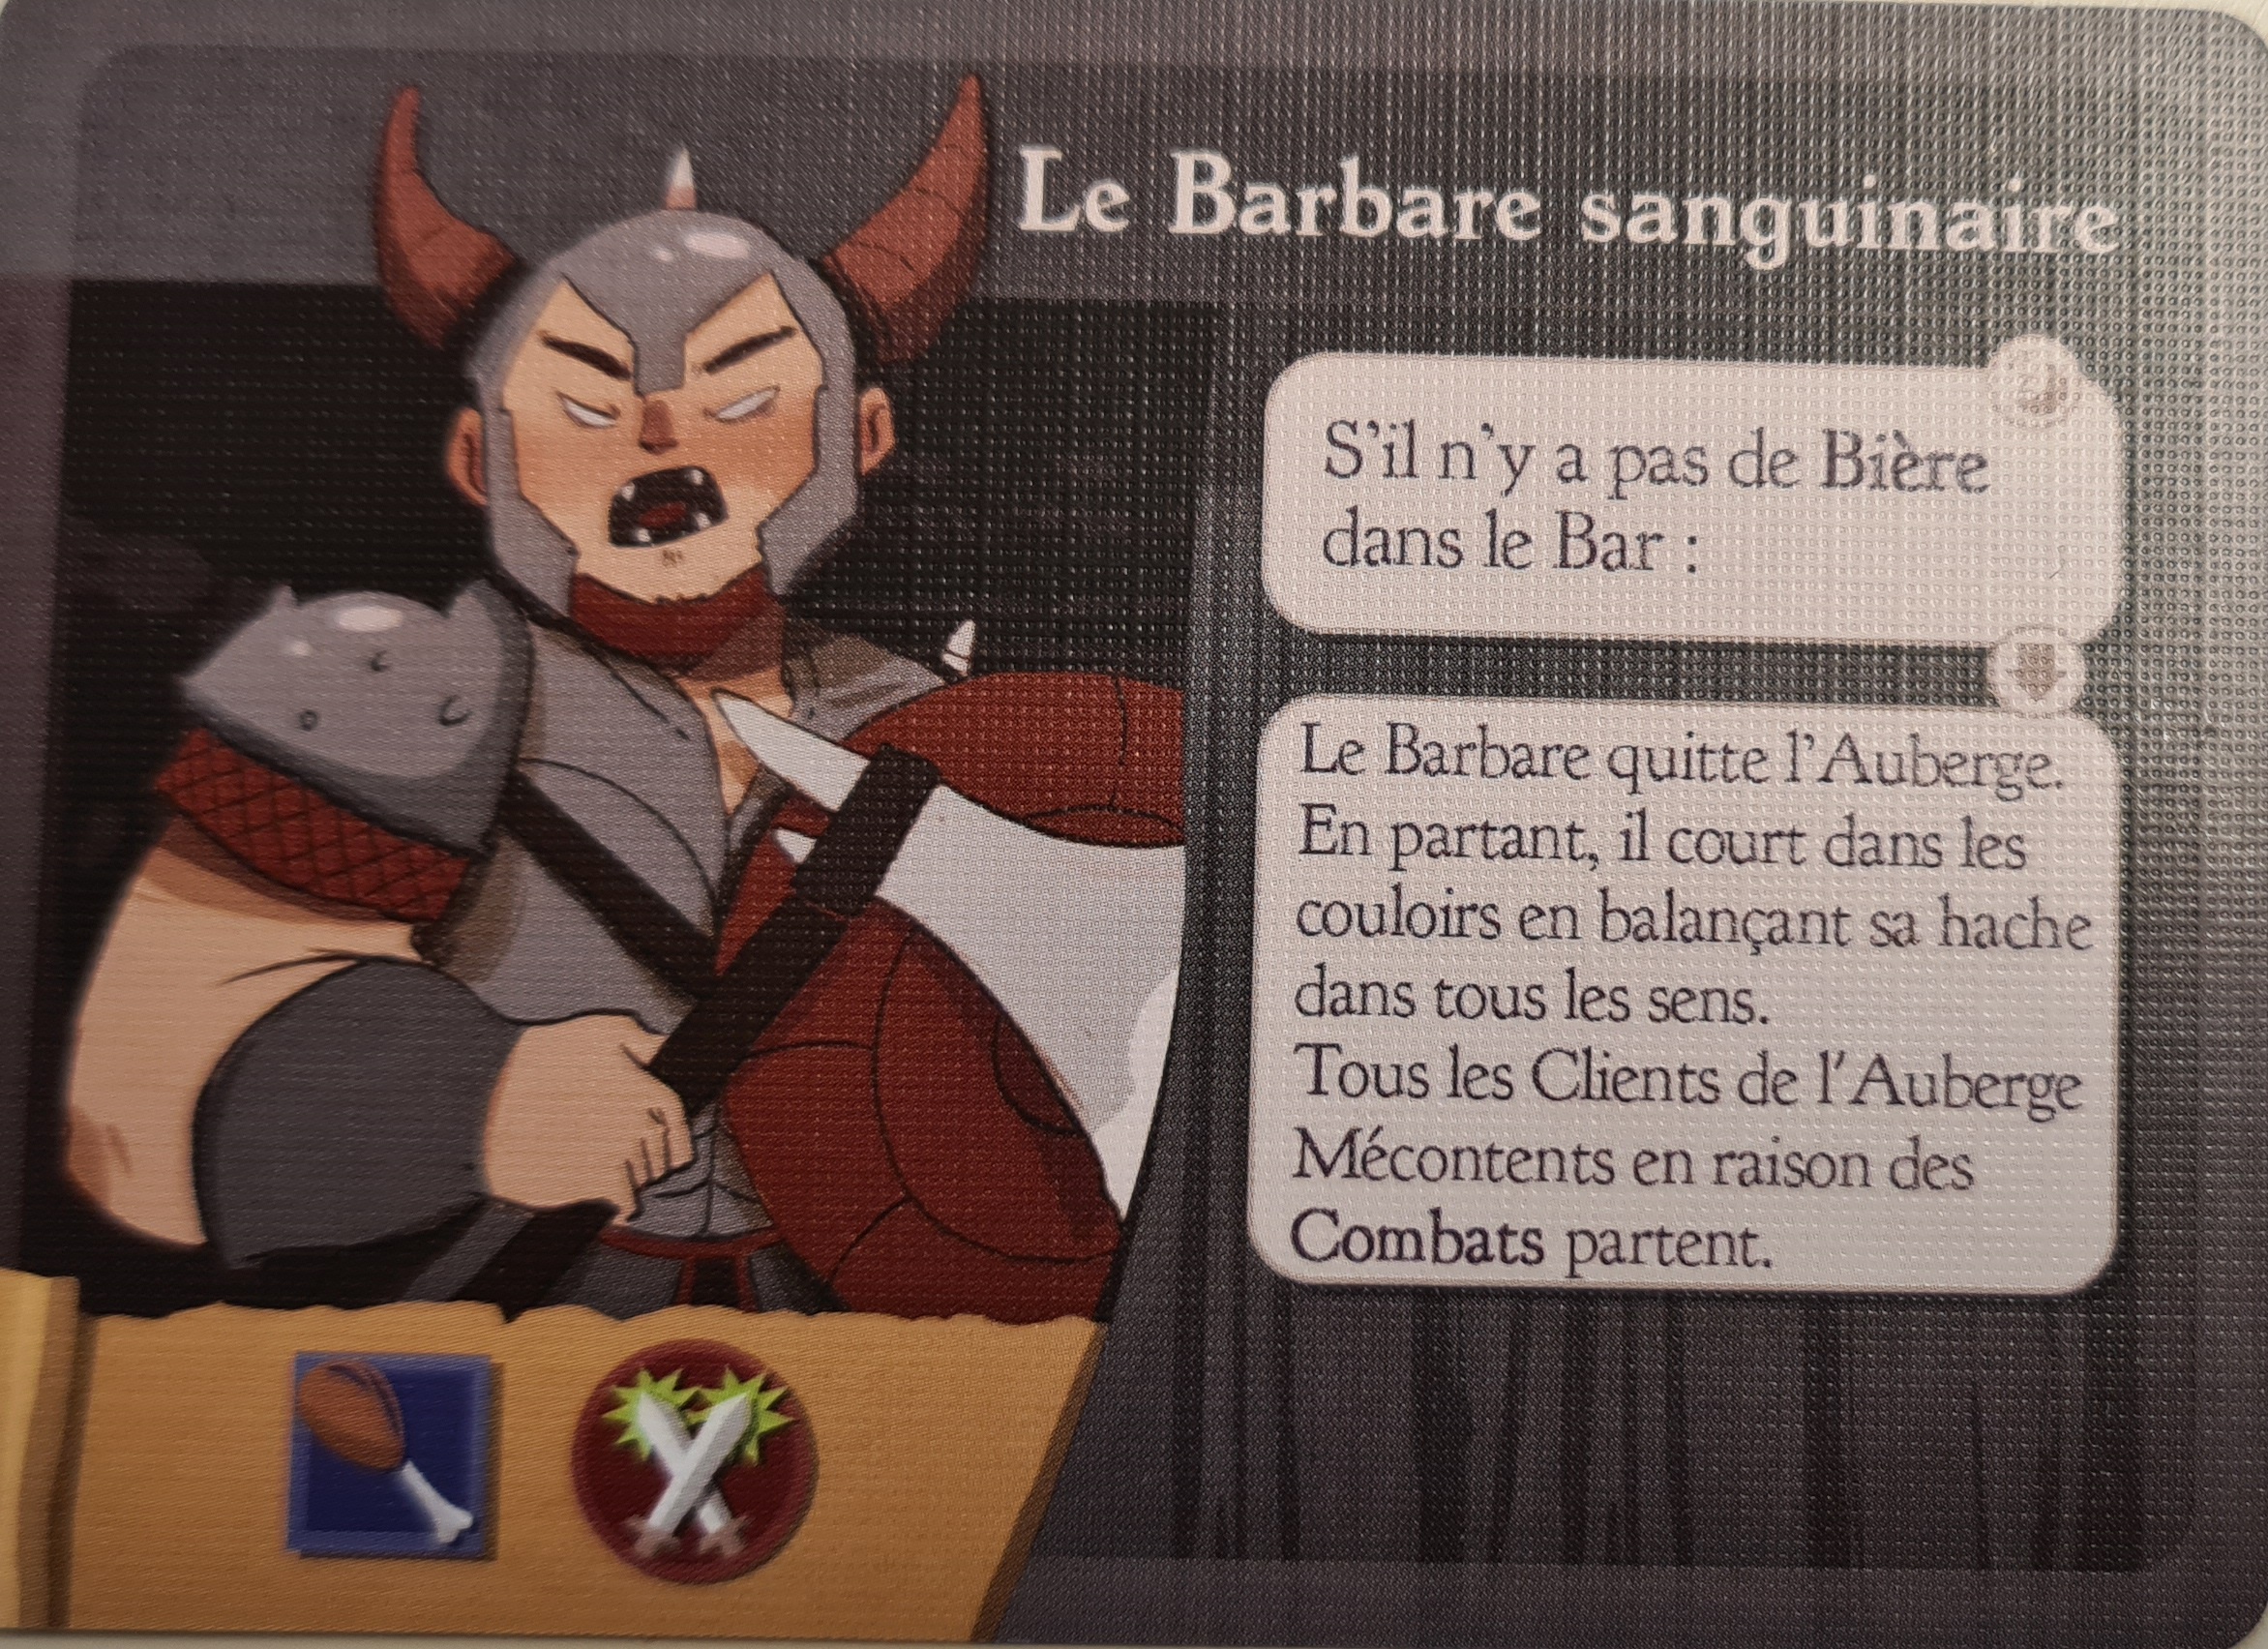 Le Barbare sanguinaire
S'il n'y a pas de Bière
dans le Bar :
Le Barbare quitte l'Auberge.
En partant, il court dans les
couloirs en balançant sa hache
dans tous les sens.
Tous les Clients de l'Auberge
Mécontents en raison des
Combats partent.